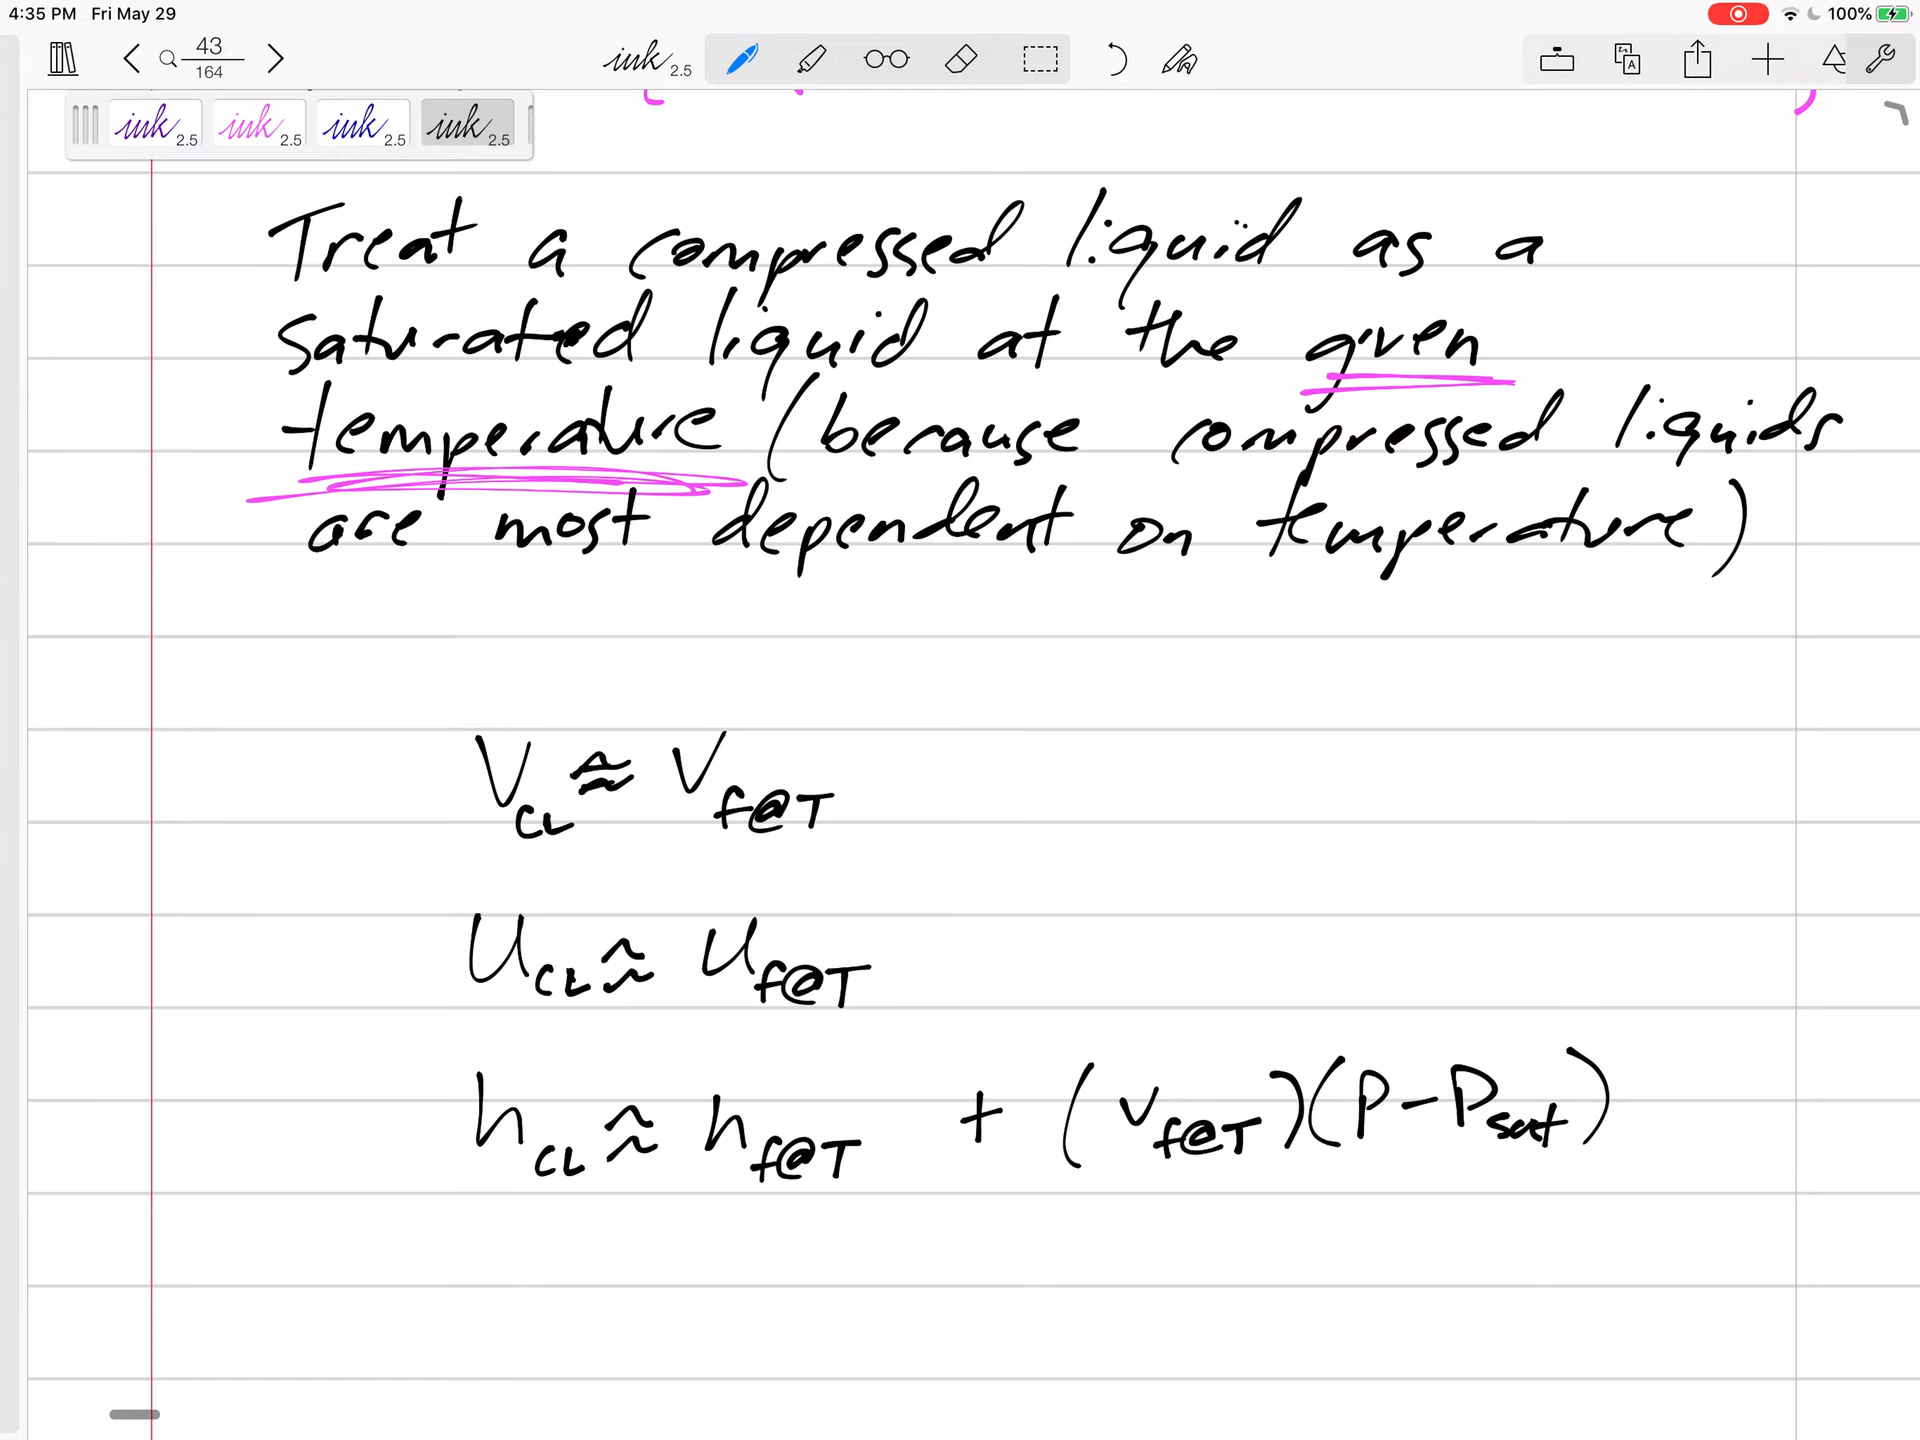 4:35 PM Fri May 29
100%
43
164
ink 2.5
ink 2.5 ink 2.5 ink 2.5 ink 2.5
Treat a compressed liquid as a
saturated liquid at the given
temperature (because compressed liquids
are most dependent on temperature)
V_CL ≈ V_f@T
U_CL ≈ U_f@T
h_CL ≈ h_f@T + (v_f@T)(P-P_sat)